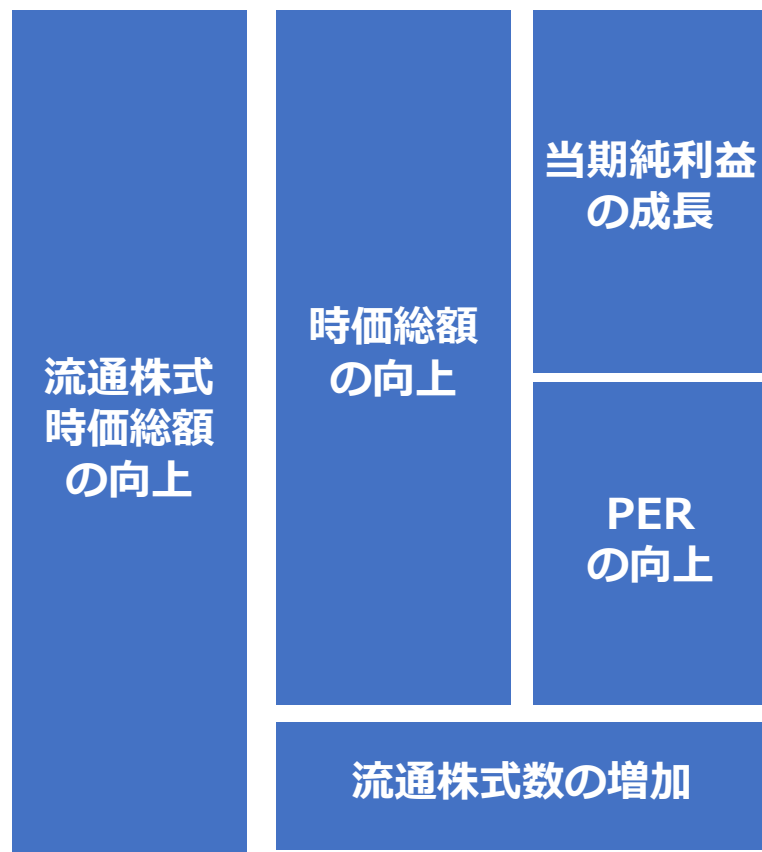 流通株式
時価総額
の向上
時価総額
の向上
当期純利益
の成長
PER
の向上
流通株式数の増加